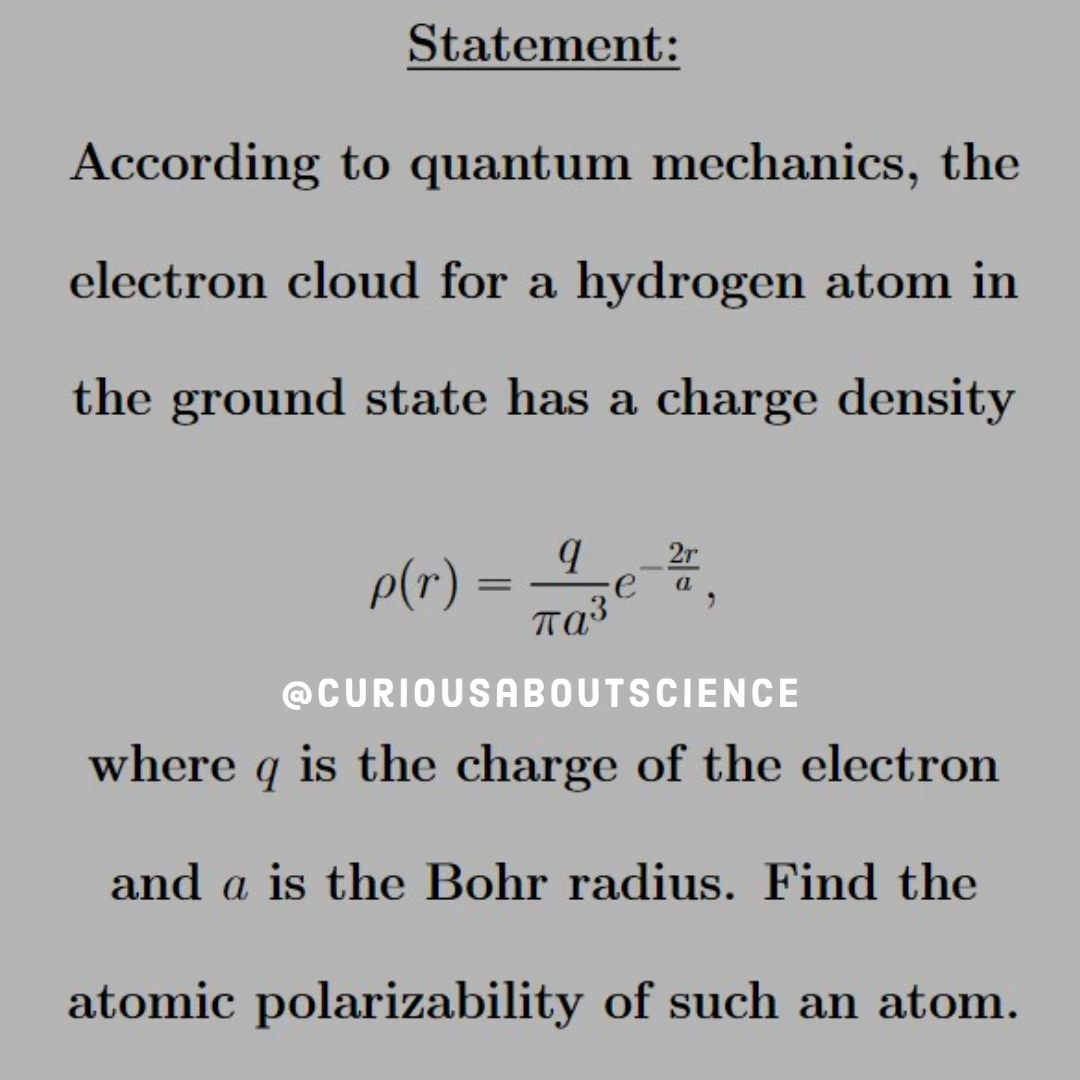 Statement:
According to quantum mechanics, the
electron cloud for a hydrogen atom in
the ground state has a charge density
ρ(r) = q/(πa³) e^(−2r/a),
@CURIOUSABOUTSCIENCE
where q is the charge of the electron
and a is the Bohr radius. Find the
atomic polarizability of such an atom.